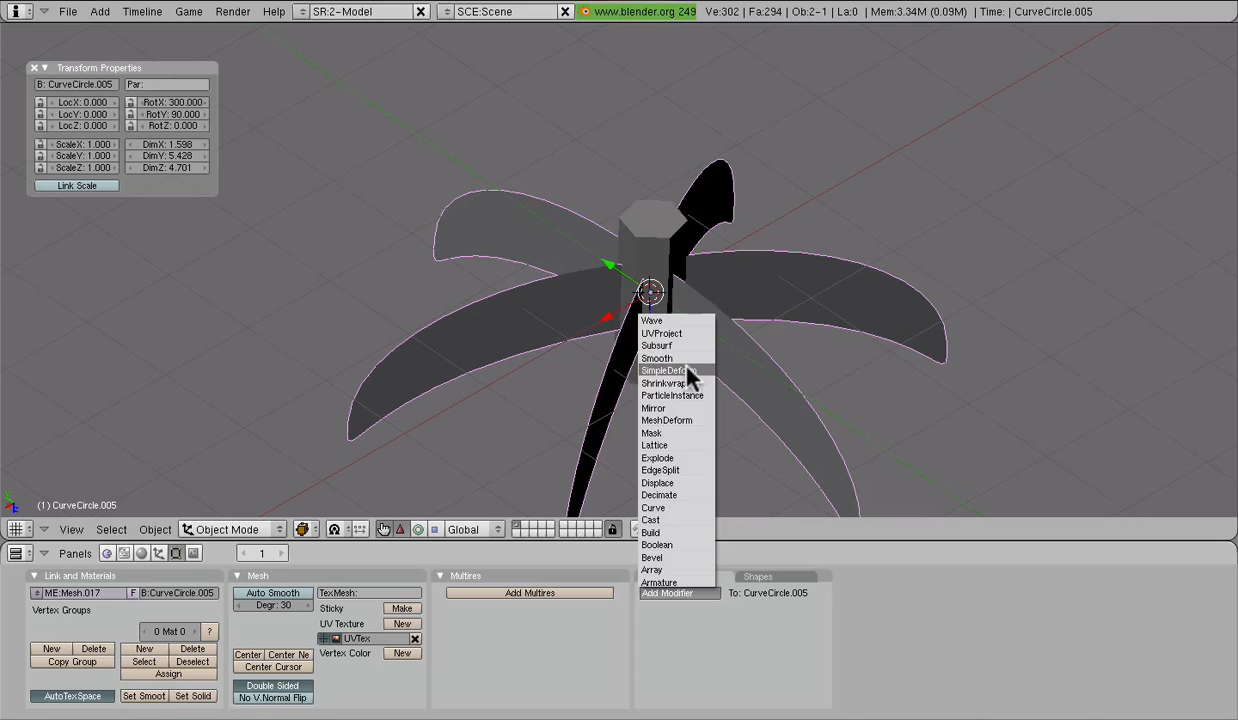 File Add Timeline Game Render Help SR:2-Model SCE:Scene www.blender.org 249 Ve:302 | Fa:294 | Ob:2-1 | La:0 | Mem:3.34M (0.09M) | Time: | CurveCircle.005
Transform Properties
B: CurveCircle.005 Par:
LocX: 0.000 RotX: 300.000
LocY: 0.000 RotY: 90.000
LocZ: 0.000 RotZ: 0.000
ScaleX: 1.000 DimX: 1.598
ScaleY: 1.000 DimY: 5.428
ScaleZ: 1.000 DimZ: 4.701
Link Scale
Wave
UVProject
Subsurf
Smooth
SimpleDeform
Shrinkwrap
ParticleInstance
Mirror
MeshDeform
Mask
Lattice
Explode
EdgeSplit
Displace
Decimate
Curve
Cast
Build
Boolean
Bevel
Array
Armature
(1) CurveCircle.005
View Select Object Object Mode Global
Panels 1
Link and Materials Mesh Multires Shapes
ME:Mesh.017 F OB:CurveCircle.005 Auto Smooth TexMesh: Add Multires Add Modifier To: CurveCircle.005
Vertex Groups Degr: 30 Sticky Make
UV Texture New
0 Mat 0 ? UVTex
New Delete New Delete Center Center Ne Vertex Color New
Copy Group Select Deselect Center Cursor
Assign
Double Sided
AutoTexSpace Set Smoot Set Solid No V.Normal Flip